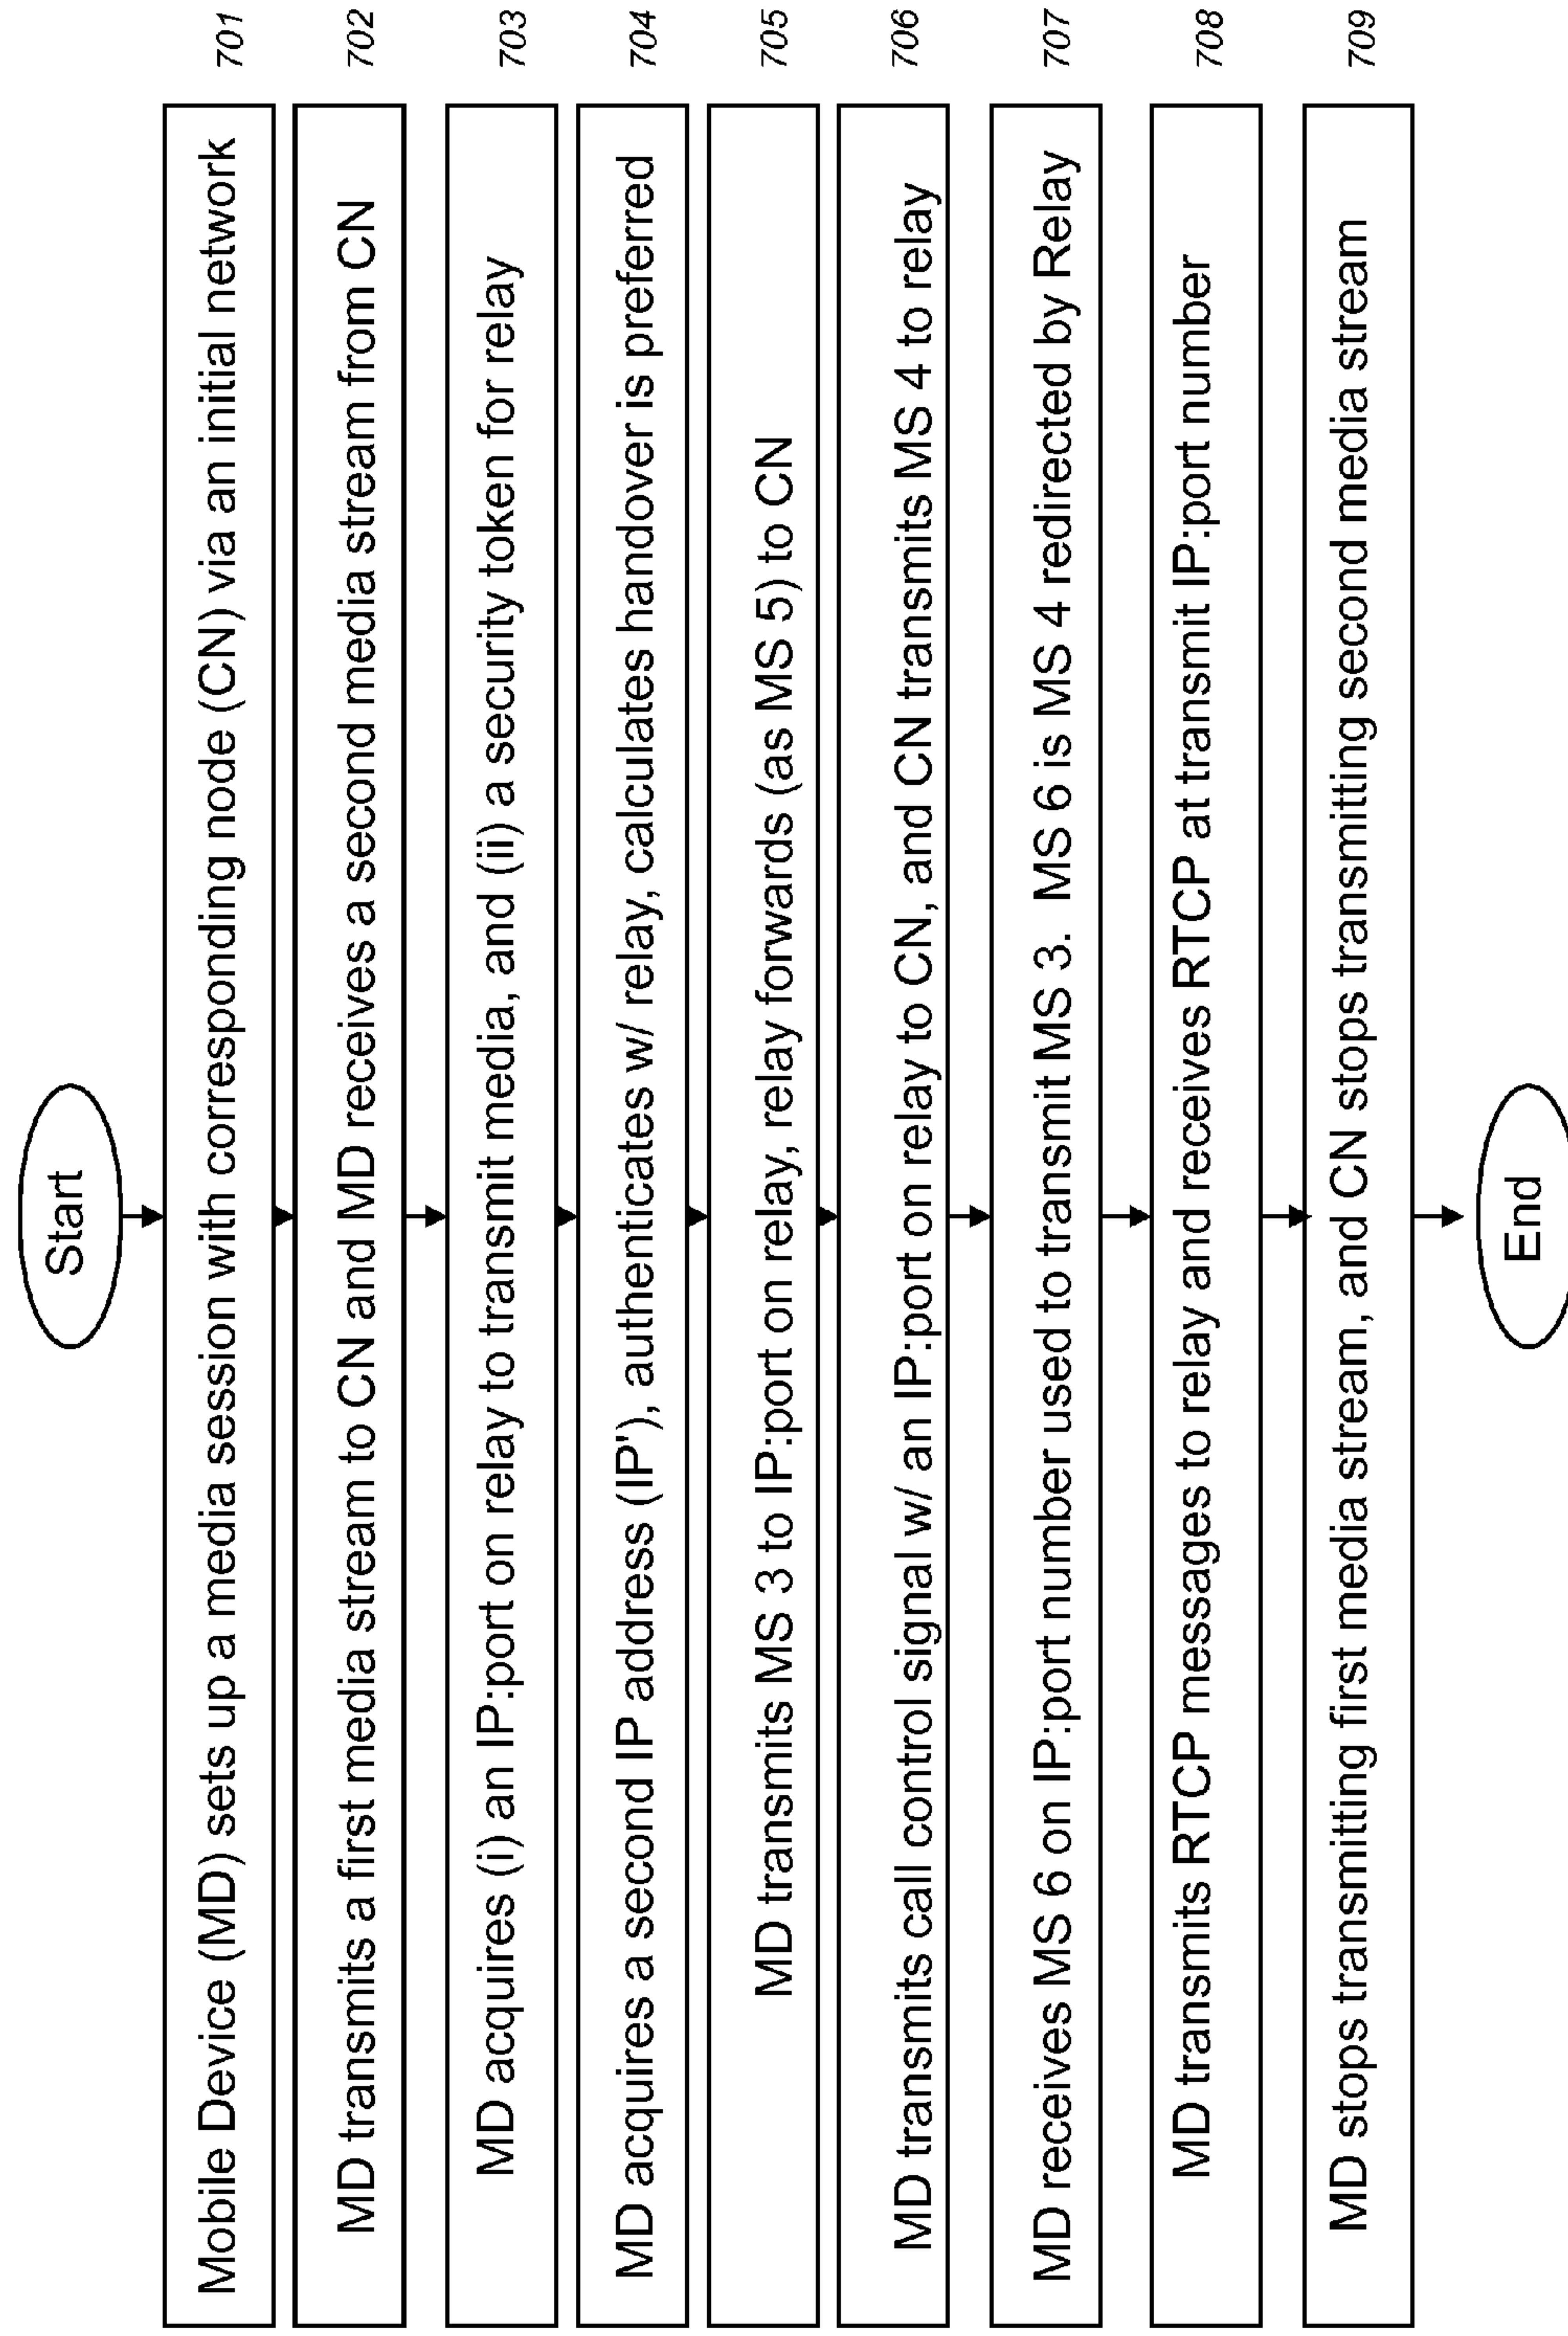 Start
Mobile Device (MD) sets up a media session with corresponding node (CN) via an initial network 701
MD transmits a first media stream to CN and MD receives a second media stream from CN 702
MD acquires (i) an IP:port on relay to transmit media, and (ii) a security token for relay 703
MD acquires a second IP address (IP'), authenticates w/ relay, calculates handover is preferred 704
MD transmits MS 3 to IP:port on relay, relay forwards (as MS 5) to CN 705
MD transmits call control signal w/ an IP:port on relay to CN, and CN transmits MS 4 to relay 706
MD receives MS 6 on IP:port number used to transmit MS 3. MS 6 is MS 4 redirected by Relay 707
MD transmits RTCP messages to relay and receives RTCP at transmit IP:port number 708
MD stops transmitting first media stream, and CN stops transmitting second media stream 709
End